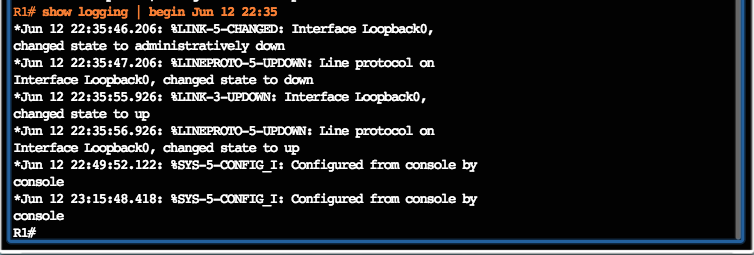 R1# show logging | begin Jun 12 22:35
*Jun 12 22:35:46.206: %LINK-5-CHANGED: Interface Loopback0,
changed state to administratively down
*Jun 12 22:35:47.206: %LINEPROTO-5-UPDOWN: Line protocol on
Interface Loopback0, changed state to down
*Jun 12 22:35:55.926: %LINK-3-UPDOWN: Interface Loopback0,
changed state to up
*Jun 12 22:35:56.926: %LINEPROTO-5-UPDOWN: Line protocol on
Interface Loopback0, changed state to up
*Jun 12 22:49:52.122: %SYS-5-CONFIG_I: Configured from console by
console
*Jun 12 23:15:48.418: %SYS-5-CONFIG_I: Configured from console by
console
R1#